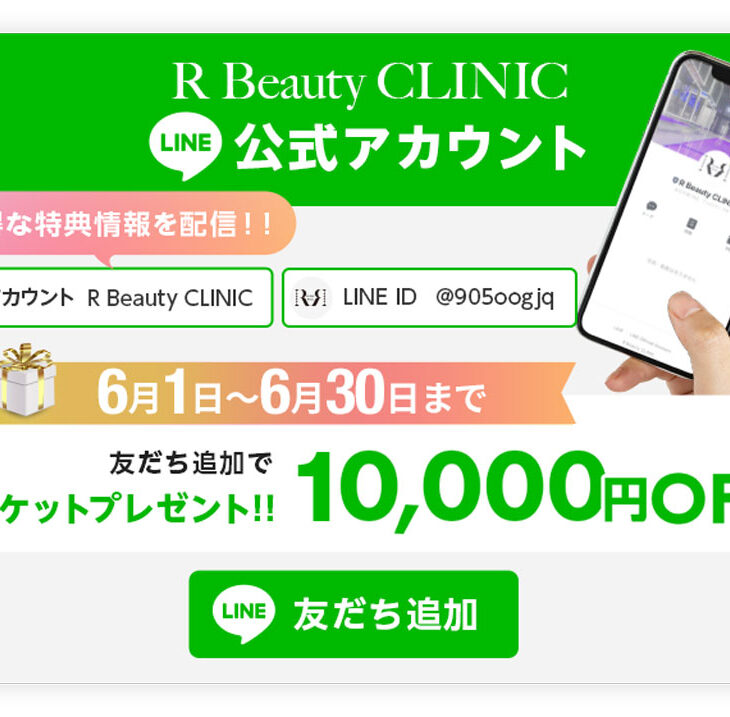 R Beauty CLINIC
LINE 公式アカウント
な特典情報を配信！！
カウント R Beauty CLINIC
LINE ID @905oogjq
R Beauty CLINIC
6月1日〜6月30日まで
友だち追加で
ケットプレゼント!!
10,000円OF
LINE 友だち追加